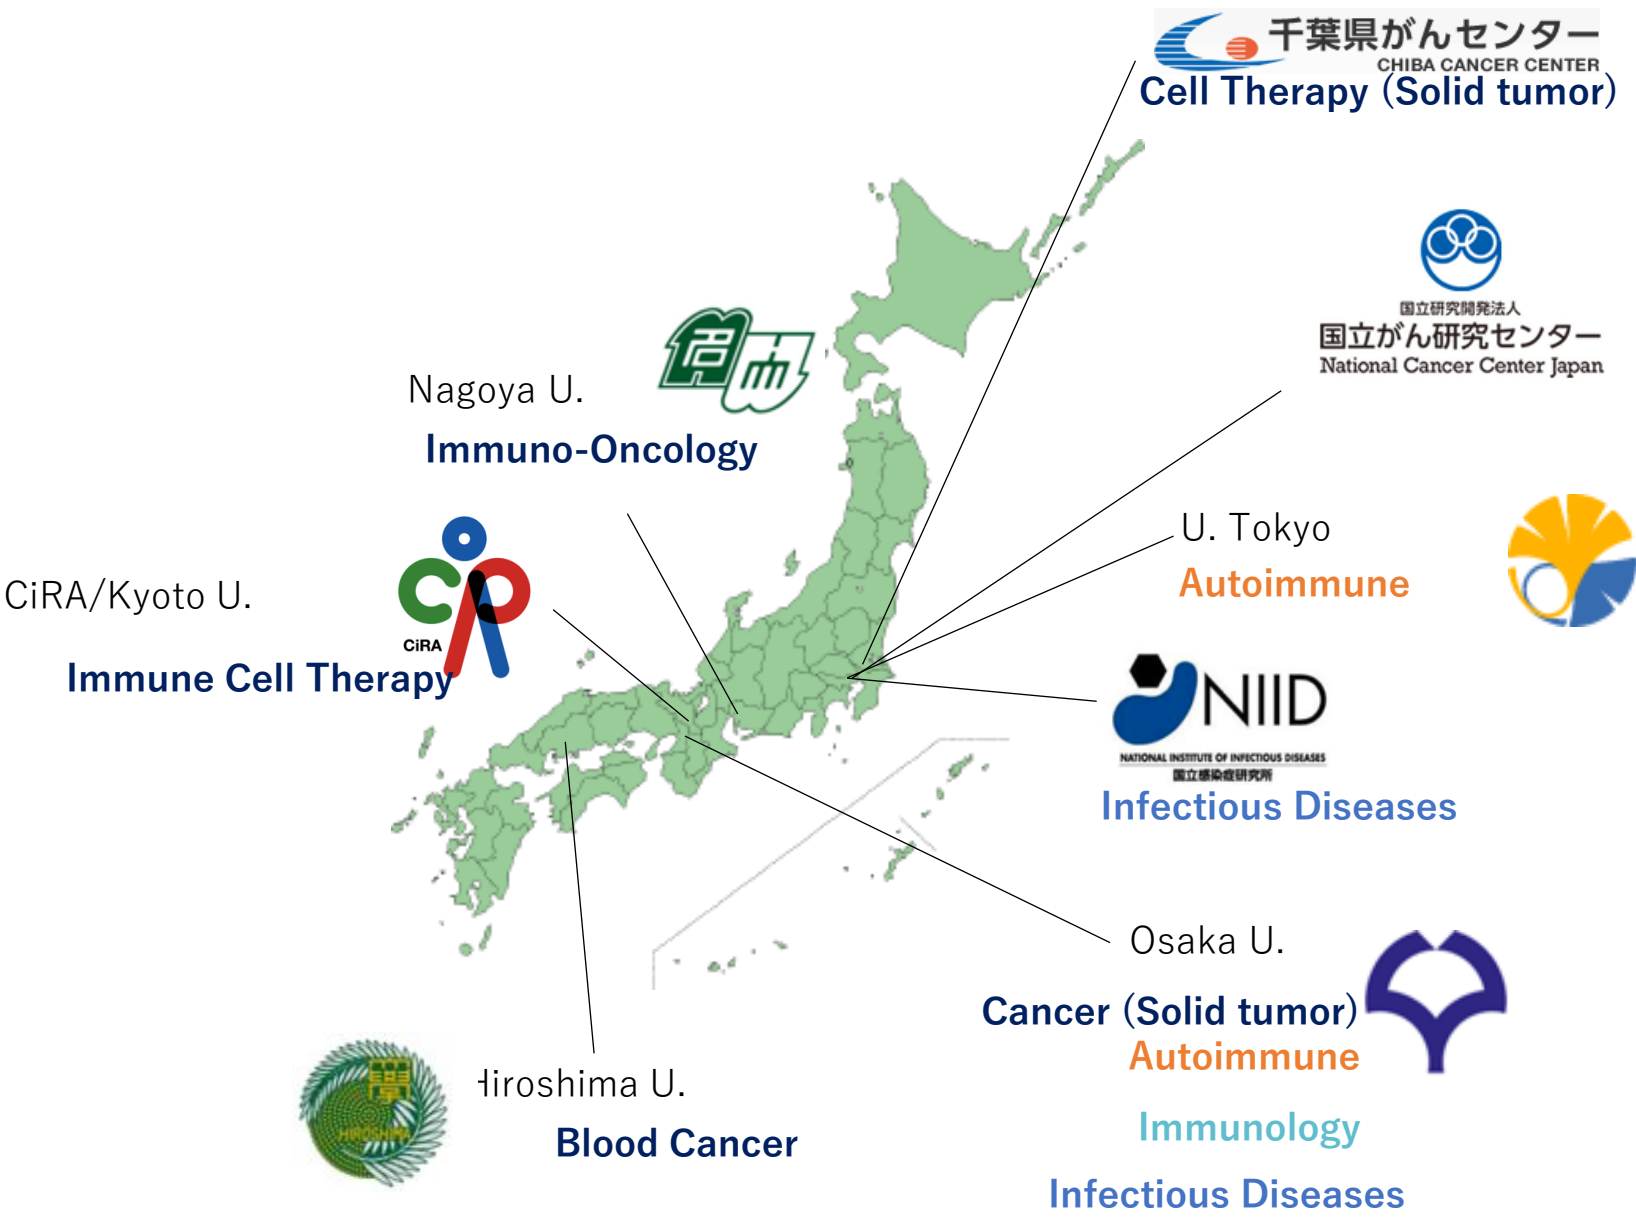 千葉県がんセンター
CHIBA CANCER CENTER
Cell Therapy (Solid tumor)
国立研究開発法人
国立がん研究センター
National Cancer Center Japan
Nagoya U.
名大
Immuno-Oncology
U. Tokyo
Autoimmune
CiRA/Kyoto U.
CiRA
Immune Cell Therapy
NIID
NATIONAL INSTITUTE OF INFECTIOUS DISEASES
国立感染症研究所
Infectious Diseases
Osaka U.
Cancer (Solid tumor)
Autoimmune
Immunology
Infectious Diseases
HIROSHIMA
Hiroshima U.
Blood Cancer